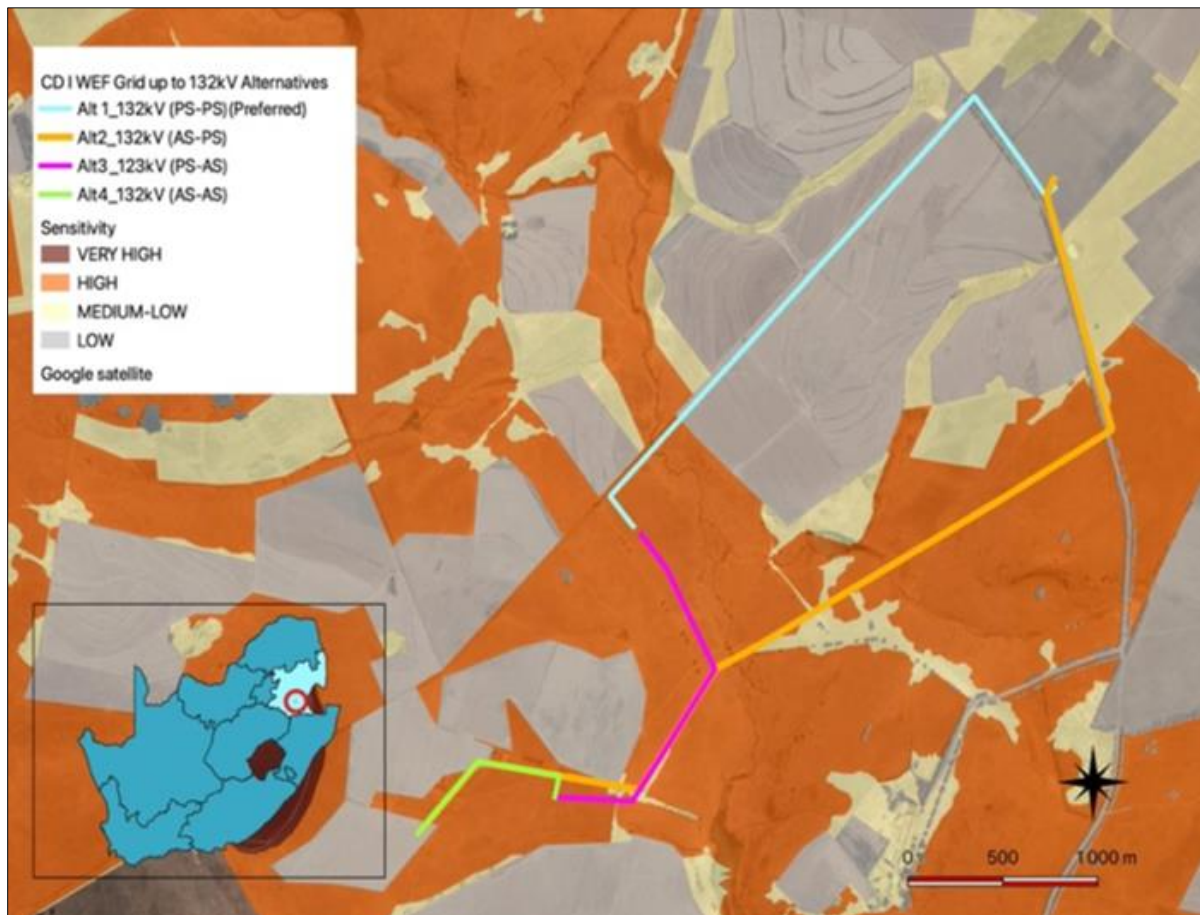 CD I WEF Grid up to 132kV Alternatives
Alt 1_132kV (PS-PS)(Preferred)
Alt2_132kV (AS-PS)
Alt3_123kV (PS-AS)
Alt4_132kV (AS-AS)
Sensitivity
VERY HIGH
HIGH
MEDIUM-LOW
LOW
Google satellite
0 500 1000 m